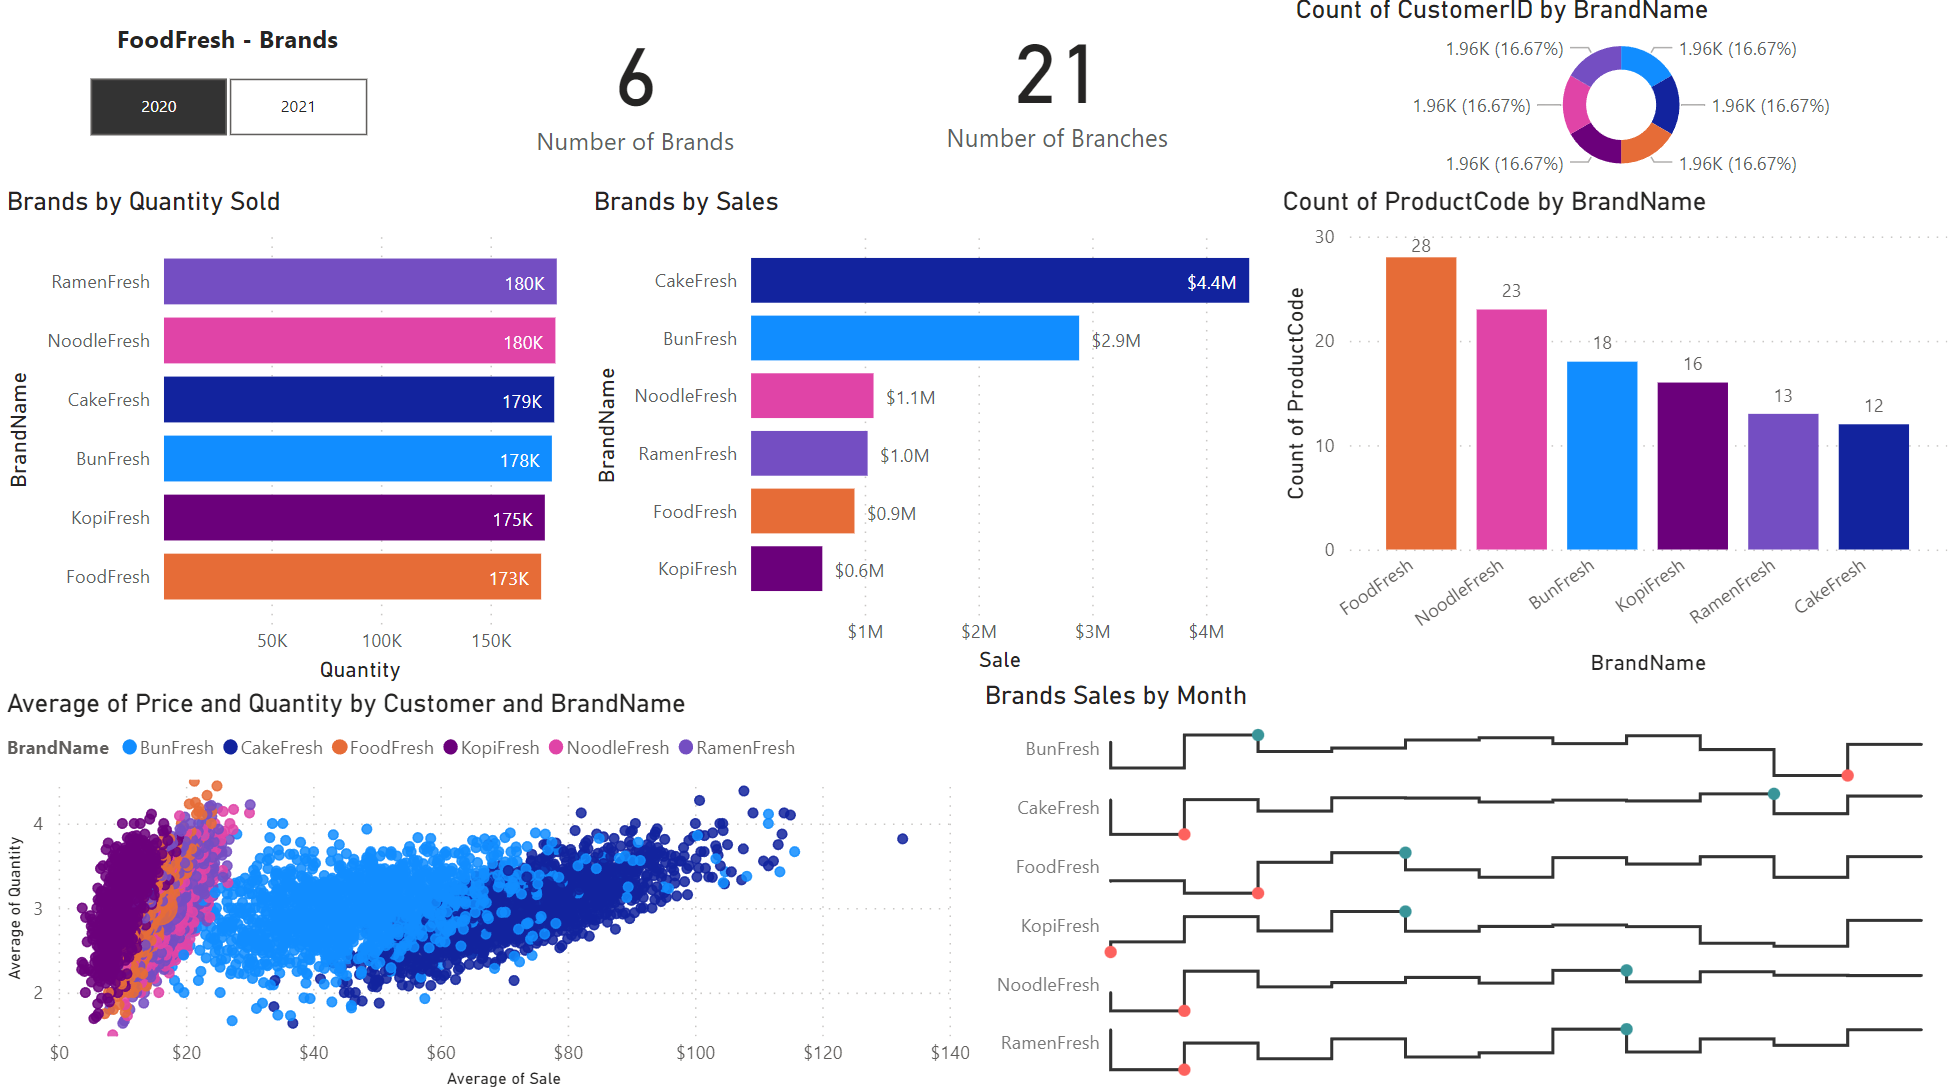 FoodFresh - Brands
2020
2021
6
Number of Brands
21
Number of Branches
Count of CustomerID by BrandName
1.96K (16.67%)
1.96K (16.67%)
1.96K (16.67%)
1.96K (16.67%)
1.96K (16.67%)
1.96K (16.67%)
Brands by Quantity Sold
BrandName
RamenFresh
180K
NoodleFresh
180K
CakeFresh
179K
BunFresh
178K
KopiFresh
175K
FoodFresh
173K
50K
100K
150K
Quantity
Brands by Sales
BrandName
CakeFresh
$4.4M
BunFresh
$2.9M
NoodleFresh
$1.1M
RamenFresh
$1.0M
FoodFresh
$0.9M
KopiFresh
$0.6M
$1M
$2M
$3M
$4M
Sale
Count of ProductCode by BrandName
Count of ProductCode
30
20
10
0
28
23
18
16
13
12
FoodFresh
NoodleFresh
BunFresh
KopiFresh
RamenFresh
CakeFresh
BrandName
Average of Price and Quantity by Customer and BrandName
BrandName BunFresh CakeFresh FoodFresh KopiFresh NoodleFresh RamenFresh
Average of Quantity
4
3
2
$0
$20
$40
$60
$80
$100
$120
$140
Average of Sale
Brands Sales by Month
BunFresh
CakeFresh
FoodFresh
KopiFresh
NoodleFresh
RamenFresh